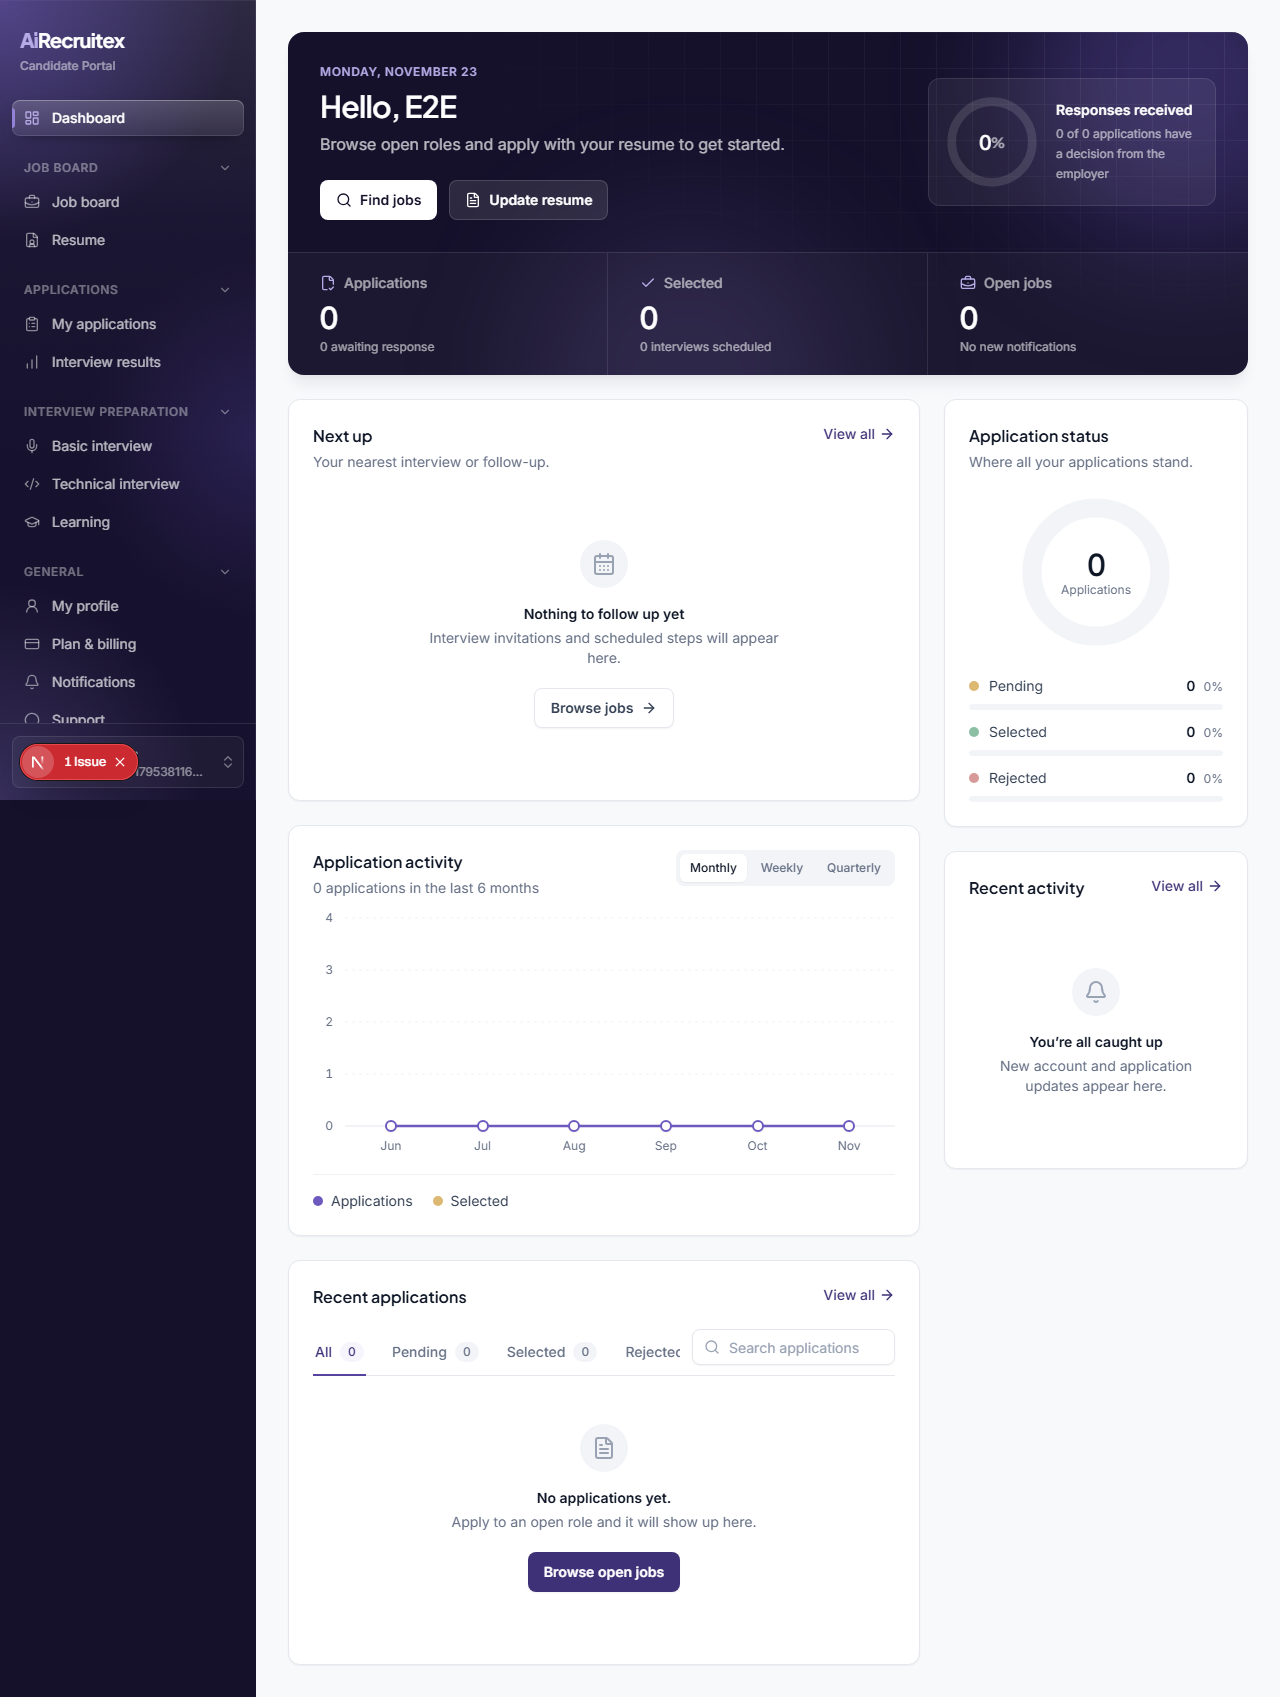 AiRecruitex
Candidate Portal
Dashboard
JOB BOARD
Job board
Resume
APPLICATIONS
My applications
Interview results
INTERVIEW PREPARATION
Basic interview
Technical interview
Learning
GENERAL
My profile
Plan & billing
Notifications
Support
1 Issue
179538116...
MONDAY, NOVEMBER 23
Hello, E2E
Browse open roles and apply with your resume to get started.
Find jobs
Update resume
0%
Responses received
0 of 0 applications have
a decision from the
employer
Applications
0
0 awaiting response
Selected
0
0 interviews scheduled
Open jobs
0
No new notifications
Next up
View all
Your nearest interview or follow-up.
Nothing to follow up yet
Interview invitations and scheduled steps will appear
here.
Browse jobs
Application status
Where all your applications stand.
0
Applications
Pending 0 0%
Selected 0 0%
Rejected 0 0%
Application activity
0 applications in the last 6 months
Monthly Weekly Quarterly
4
3
2
1
0
Jun Jul Aug Sep Oct Nov
Applications Selected
Recent activity
View all
You're all caught up
New account and application
updates appear here.
Recent applications
View all
All 0 Pending 0 Selected 0 Rejected
Search applications
No applications yet.
Apply to an open role and it will show up here.
Browse open jobs